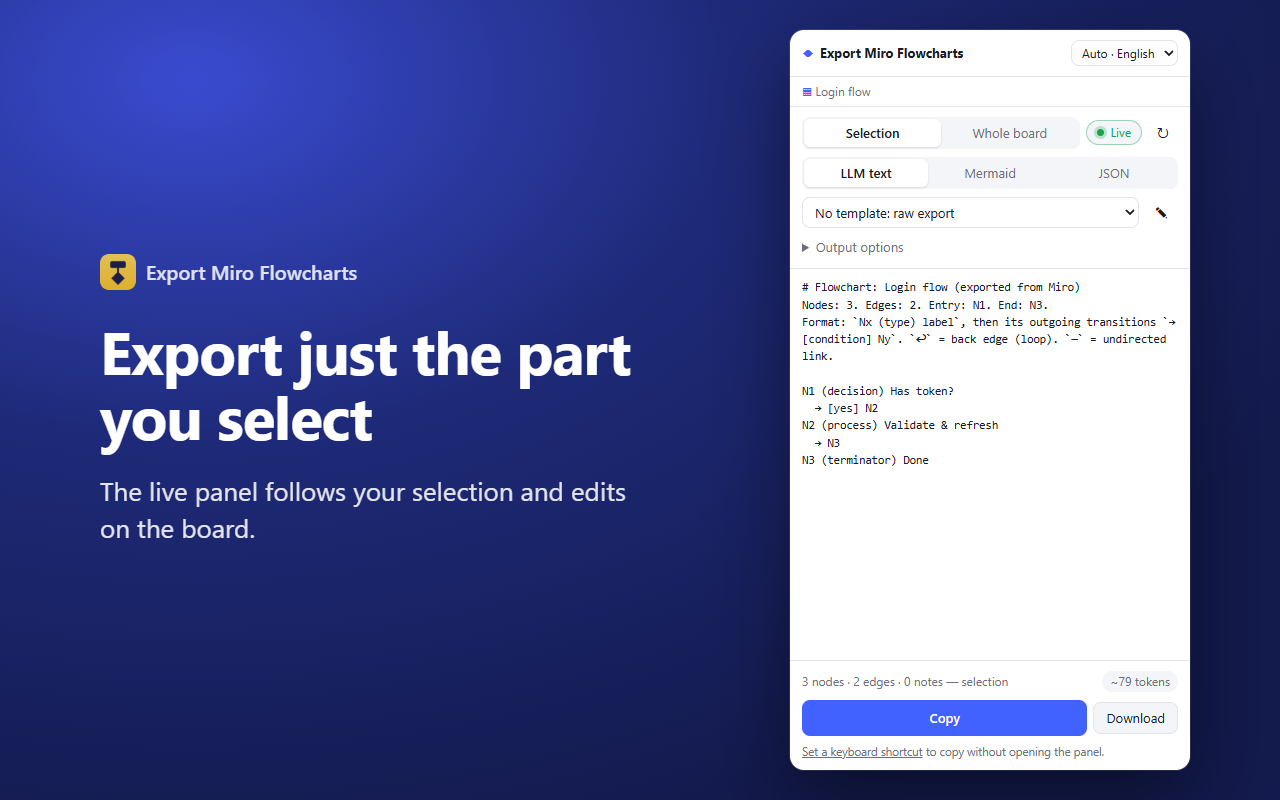 Export Miro Flowcharts
Export just the part
you select
The live panel follows your selection and edits
on the board.
Export Miro Flowcharts
Auto · English
Login flow
Selection
Whole board
Live
LLM text
Mermaid
JSON
No template: raw export
Output options
# Flowchart: Login flow (exported from Miro)
Nodes: 3. Edges: 2. Entry: N1. End: N3.
Format: `Nx (type) label`, then its outgoing transitions `→
[condition] Ny`. `↩` = back edge (loop). `—` = undirected
link.
N1 (decision) Has token?
→ [yes] N2
N2 (process) Validate & refresh
→ N3
N3 (terminator) Done
3 nodes · 2 edges · 0 notes — selection
~79 tokens
Copy
Download
Set a keyboard shortcut to copy without opening the panel.